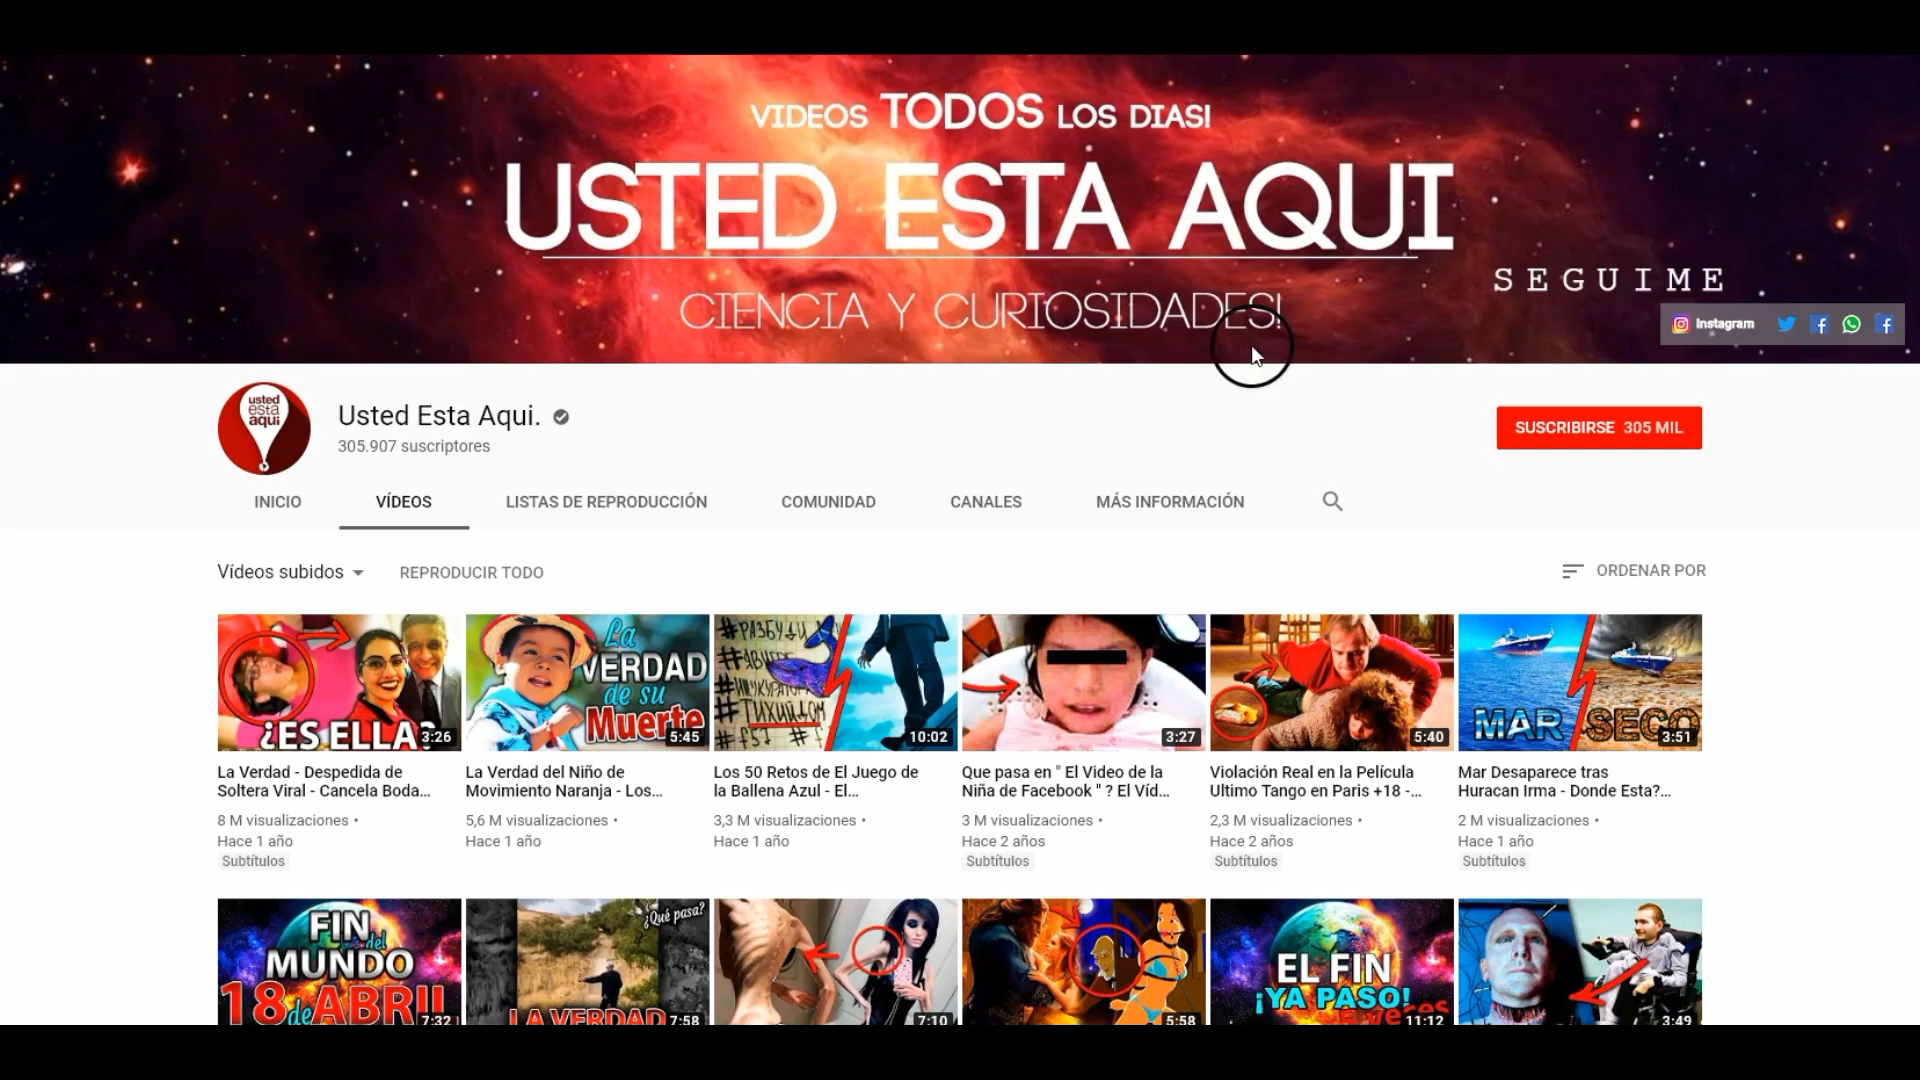 VIDEOS TODOS LOS DIAS!
USTED ESTA AQUI
CIENCIA Y CURIOSIDADES!
SEGUIME
Instagram
usted
esta
aqui
Usted Esta Aqui.
305.907 suscriptores
SUSCRIBIRSE 305 MIL
INICIO VÍDEOS LISTAS DE REPRODUCCIÓN COMUNIDAD CANALES MÁS INFORMACIÓN
Vídeos subidos REPRODUCIR TODO ORDENAR POR
¿ES ELLA?
3:26
La
VERDAD
de su
Muerte
5:45
#ТИХИЙДОМ
#f57
10:02
3:27
5:40
MAR SECO
3:51
La Verdad - Despedida de
Soltera Viral - Cancela Boda...
8 M visualizaciones •
Hace 1 año
Subtítulos
La Verdad del Niño de
Movimiento Naranja - Los...
5,6 M visualizaciones •
Hace 1 año
Los 50 Retos de El Juego de
la Ballena Azul - El...
3,3 M visualizaciones •
Hace 1 año
Que pasa en " El Video de la
Niña de Facebook " ? El Víd...
3 M visualizaciones •
Hace 2 años
Subtítulos
Violación Real en la Película
Ultimo Tango en Paris +18 -...
2,3 M visualizaciones •
Hace 2 años
Subtítulos
Mar Desaparece tras
Huracan Irma - Donde Esta?...
2 M visualizaciones •
Hace 1 año
Subtítulos
FIN
del
MUNDO
18 de ABRIL
7:32
¿Qué pasa?
LA VERDAD
7:58
7:10
5:58
EL FIN
¡YA PASO!
veces
11:12
3:49